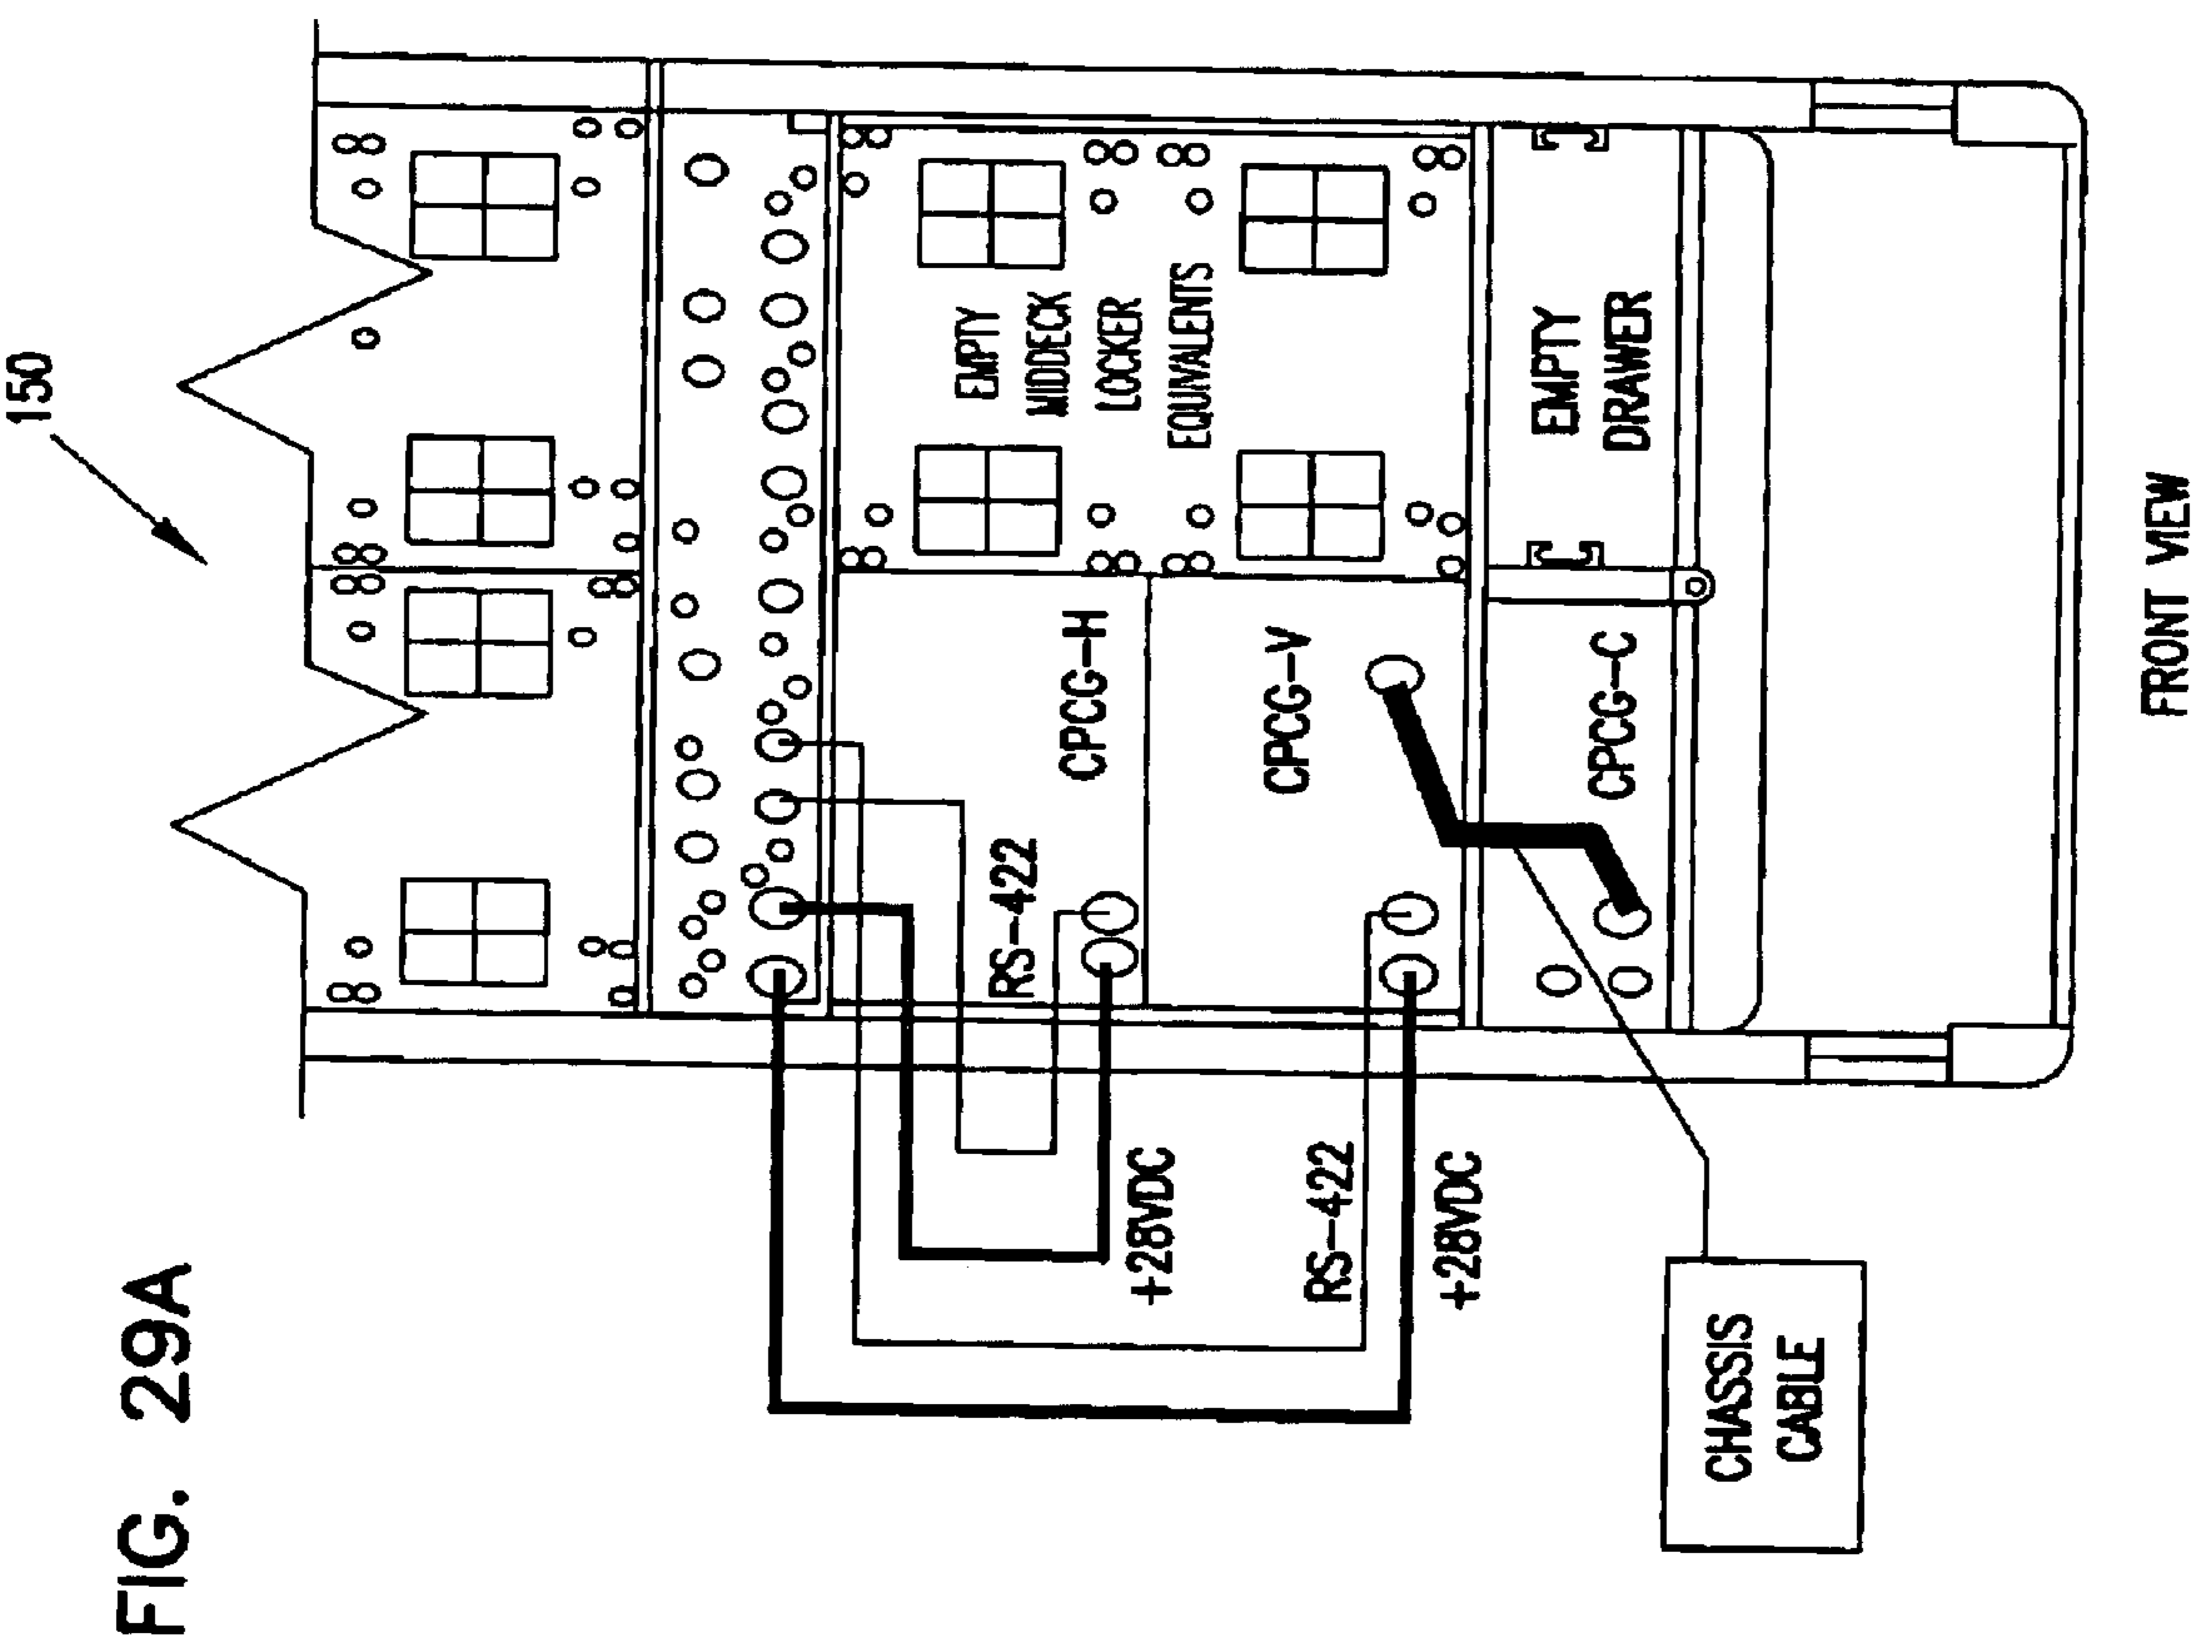 FIG. 29A
150
EMPTY
MIDDECK
LOCKER
EQUIVALENTS
RS-422
CPCG-H
+28VDC
CPCG-V
RS-422
+28VDC
EMPTY
DRAWER
CPCG-C
CHASSIS
CABLE
FRONT VIEW